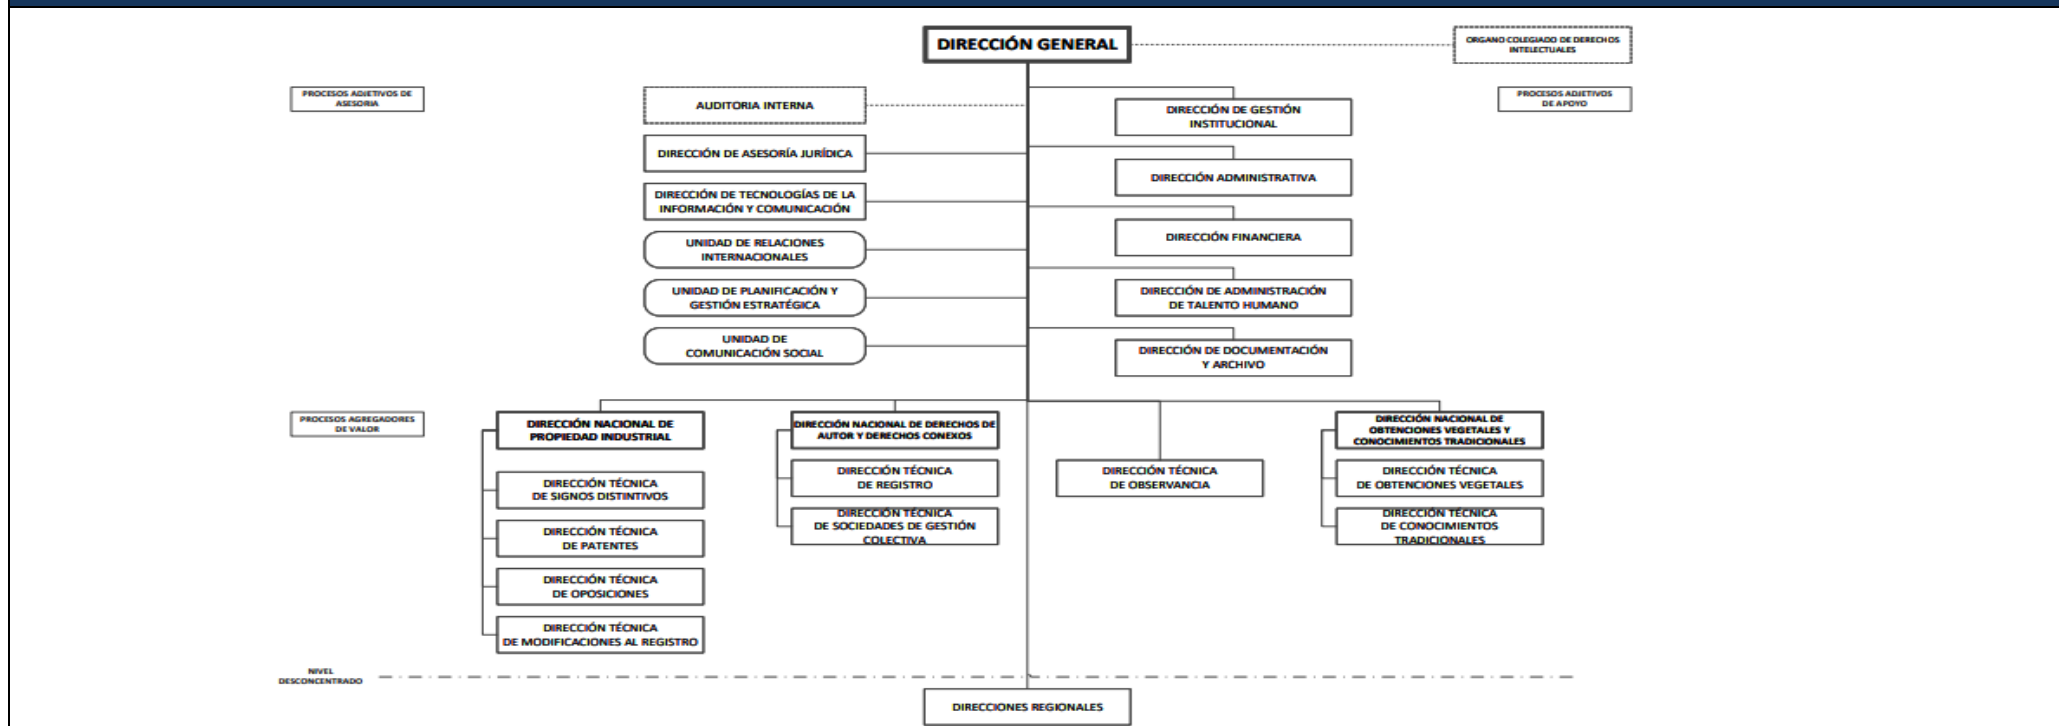 DIRECCIÓN GENERAL
ORGANO COLEGIADO DE DERECHOS
INTELECTUALES
PROCESOS ADJETIVOS DE
ASESORIA
AUDITORIA INTERNA
DIRECCIÓN DE GESTIÓN
INSTITUCIONAL
PROCESOS ADJETIVOS
DE APOYO
DIRECCIÓN DE ASESORÍA JURÍDICA
DIRECCIÓN ADMINISTRATIVA
DIRECCIÓN DE TECNOLOGÍAS DE LA
INFORMACIÓN Y COMUNICACIÓN
DIRECCIÓN FINANCIERA
UNIDAD DE RELACIONES
INTERNACIONALES
DIRECCIÓN DE ADMINISTRACIÓN
DE TALENTO HUMANO
UNIDAD DE PLANIFICACIÓN Y
GESTIÓN ESTRATÉGICA
UNIDAD DE
COMUNICACIÓN SOCIAL
DIRECCIÓN DE DOCUMENTACIÓN
Y ARCHIVO
PROCESOS AGREGADORES
DE VALOR
DIRECCIÓN NACIONAL DE
PROPIEDAD INDUSTRIAL
DIRECCIÓN NACIONAL DE DERECHOS DE
AUTOR Y DERECHOS CONEXOS
DIRECCIÓN NACIONAL DE
OBTENCIONES VEGETALES Y
CONOCIMIENTOS TRADICIONALES
DIRECCIÓN TÉCNICA
DE SIGNOS DISTINTIVOS
DIRECCIÓN TÉCNICA
DE REGISTRO
DIRECCIÓN TÉCNICA
DE OBSERVANCIA
DIRECCIÓN TÉCNICA
DE OBTENCIONES VEGETALES
DIRECCIÓN TÉCNICA
DE PATENTES
DIRECCIÓN TÉCNICA
DE SOCIEDADES DE GESTIÓN
COLECTIVA
DIRECCIÓN TÉCNICA
DE CONOCIMIENTOS
TRADICIONALES
DIRECCIÓN TÉCNICA
DE OPOSICIONES
DIRECCIÓN TÉCNICA
DE MODIFICACIONES AL REGISTRO
NIVEL
DESCONCENTRADO
DIRECCIONES REGIONALES